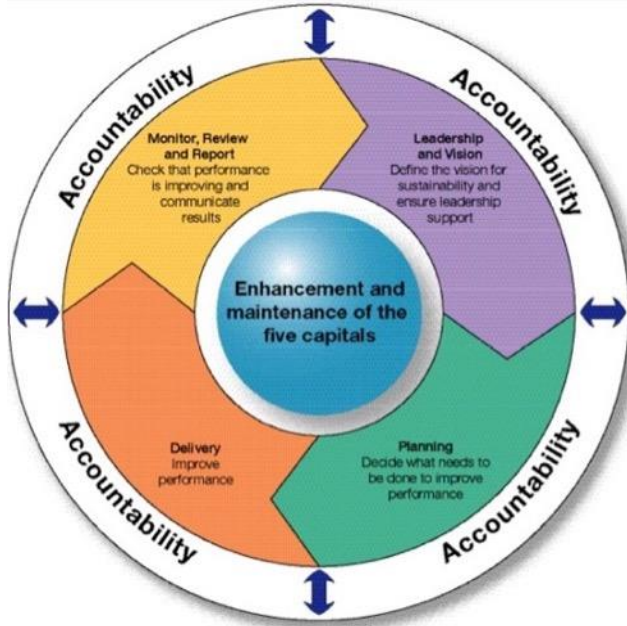 Accountability
Accountability
Monitor, Review
and Report
Check that performance
is improving and
communicate
results
Leadership
and Vision
Define the vision for
sustainability and
ensure leadership
support
Enhancement and
maintenance of the
five capitals
Delivery
Improve
performance
Planning
Decide what needs to
be done to improve
performance
Accountability
Accountability